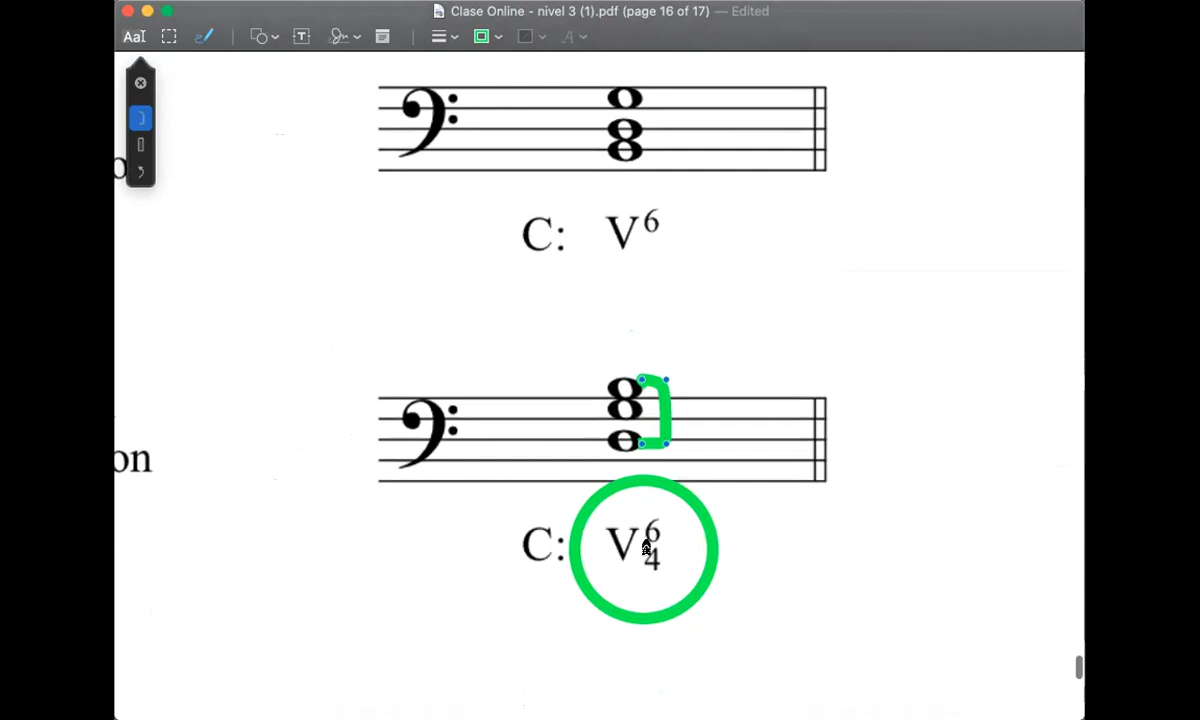 Clase Online - nivel 3 (1).pdf (page 16 of 17) — Edited
AaI
T
A
C: V6
on
C: V6
4